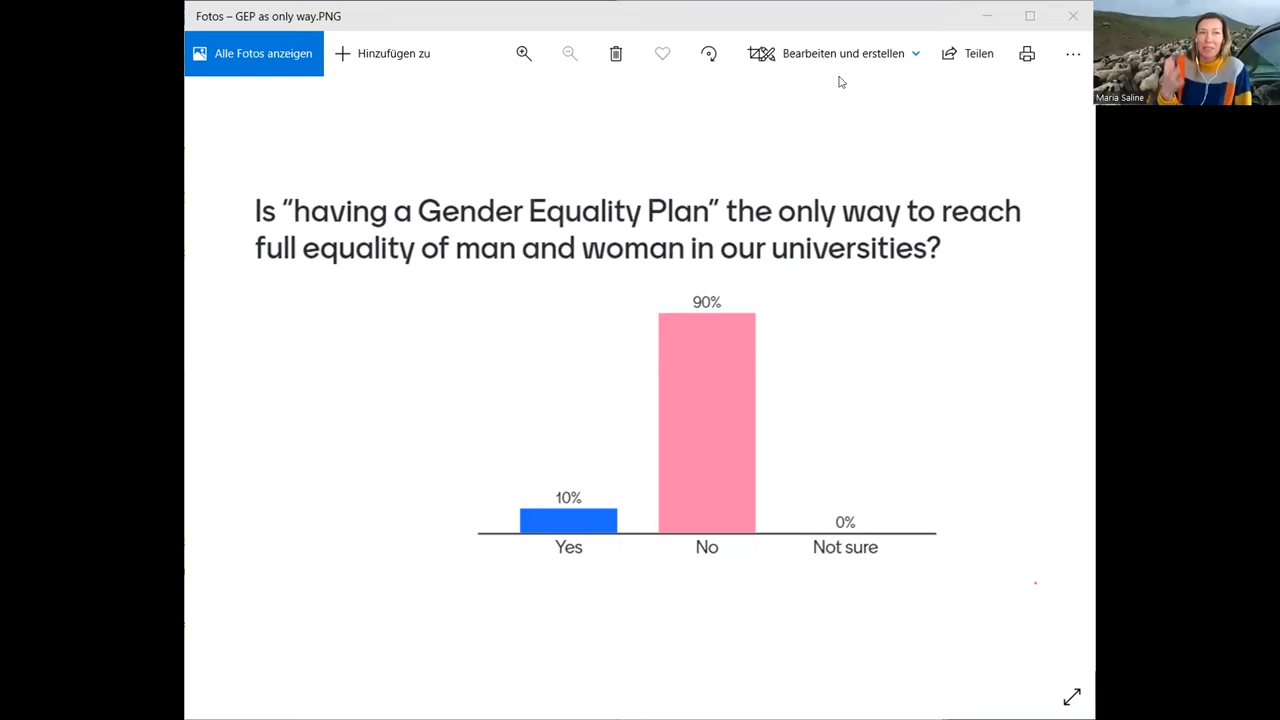 Fotos – GEP as only way.PNG
Alle Fotos anzeigen
Hinzufügen zu
Bearbeiten und erstellen
Teilen
Maria Saline
Is “having a Gender Equality Plan” the only way to reach
full equality of man and woman in our universities?
90%
10%
0%
Yes
No
Not sure